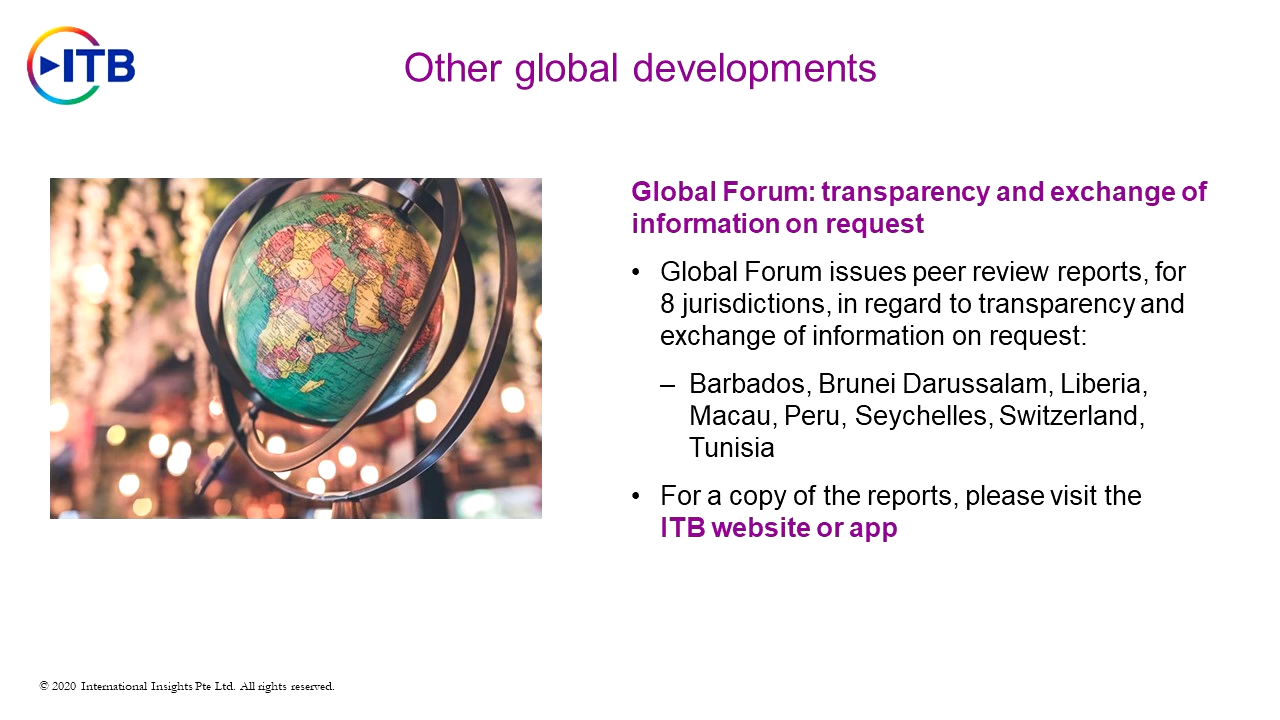 ITB
Other global developments
Global Forum: transparency and exchange of
information on request
• Global Forum issues peer review reports, for
8 jurisdictions, in regard to transparency and
exchange of information on request:
– Barbados, Brunei Darussalam, Liberia,
Macau, Peru, Seychelles, Switzerland,
Tunisia
• For a copy of the reports, please visit the
ITB website or app
© 2020 International Insights Pte Ltd. All rights reserved.